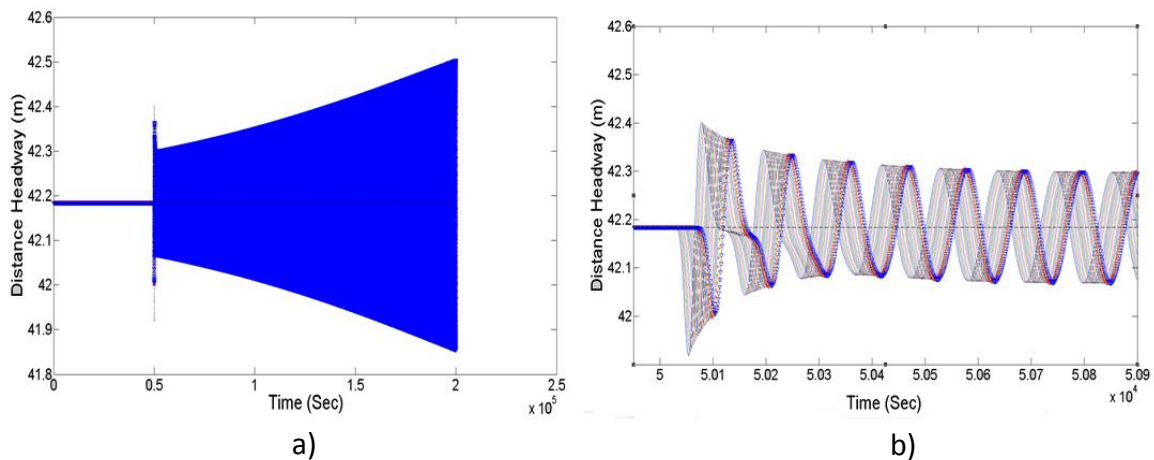 42.6
42.5
42.4
42.3
42.2
42.1
42
41.9
41.8
Distance Headway (m)
0 0.5 1 1.5 2 2.5
x 10^5
Time (Sec)
a)
42.6
42.5
42.4
42.3
42.2
42.1
42
Distance Headway (m)
5 5.01 5.02 5.03 5.04 5.05 5.06 5.07 5.08 5.09
x 10^4
Time (Sec)
b)